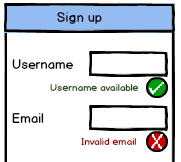 Sign up
Username
Username available
Email
Invalid email